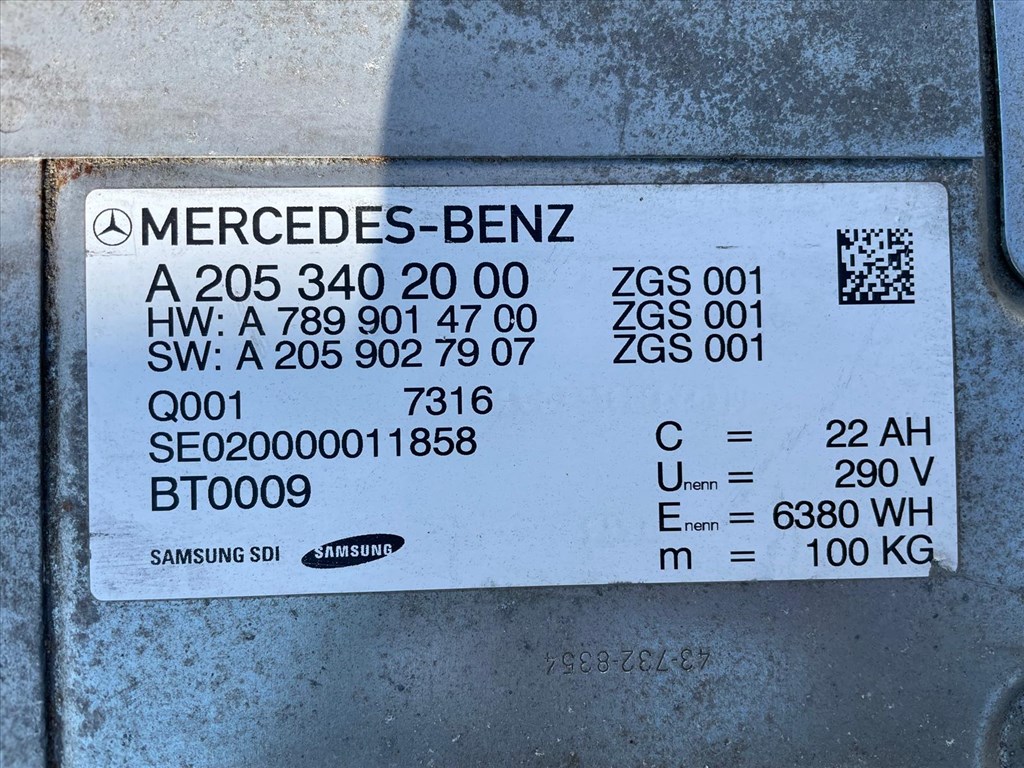 MERCEDES-BENZ
A 205 340 20 00 ZGS 001
HW: A 789 901 47 00 ZGS 001
SW: A 205 902 79 07 ZGS 001
Q001 7316
SE020000011858
BT0009
C = 22 AH
Unenn = 290 V
Enenn = 6380 WH
m = 100 KG
SAMSUNG SDI SAMSUNG
43-732-8354